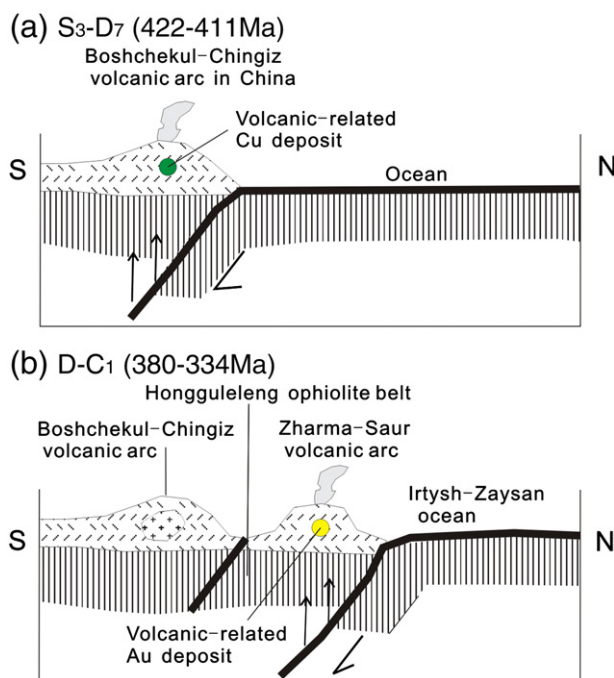 (a) S3-D7 (422-411Ma)
Boshchekul-Chingiz
volcanic arc in China
Volcanic-related
Cu deposit
S
Ocean
N
(b) D-C1 (380-334Ma)
Hongguleleng ophiolite belt
Boshchekul-Chingiz
volcanic arc
Zharma-Saur
volcanic arc
Irtysh-Zaysan
ocean
S
N
Volcanic-related
Au deposit